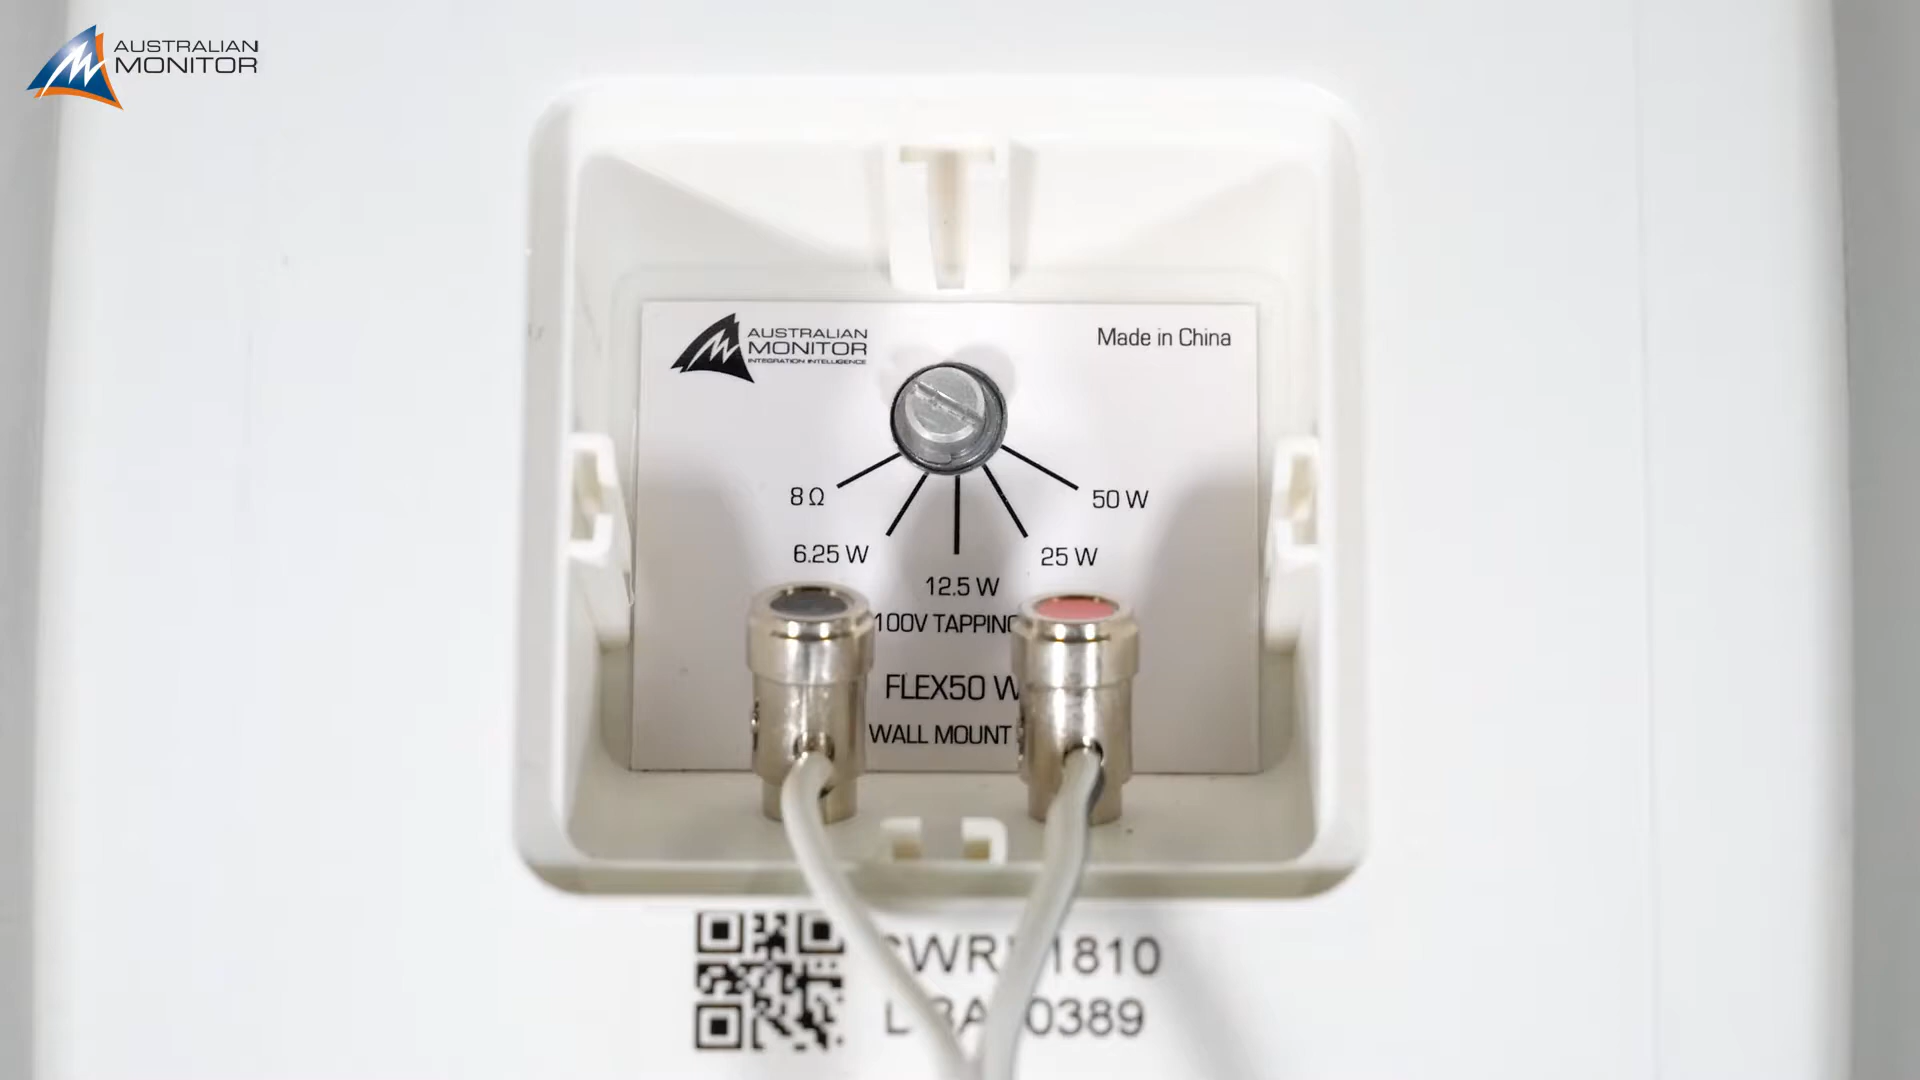 AUSTRALIAN
MONITOR
AUSTRALIAN
MONITOR
INTEGRATION INTELLIGENCE
Made in China
8 Ω
50 W
6.25 W
25 W
12.5 W
100V TAPPING
FLEX50 W
WALL MOUNT
1810
0389